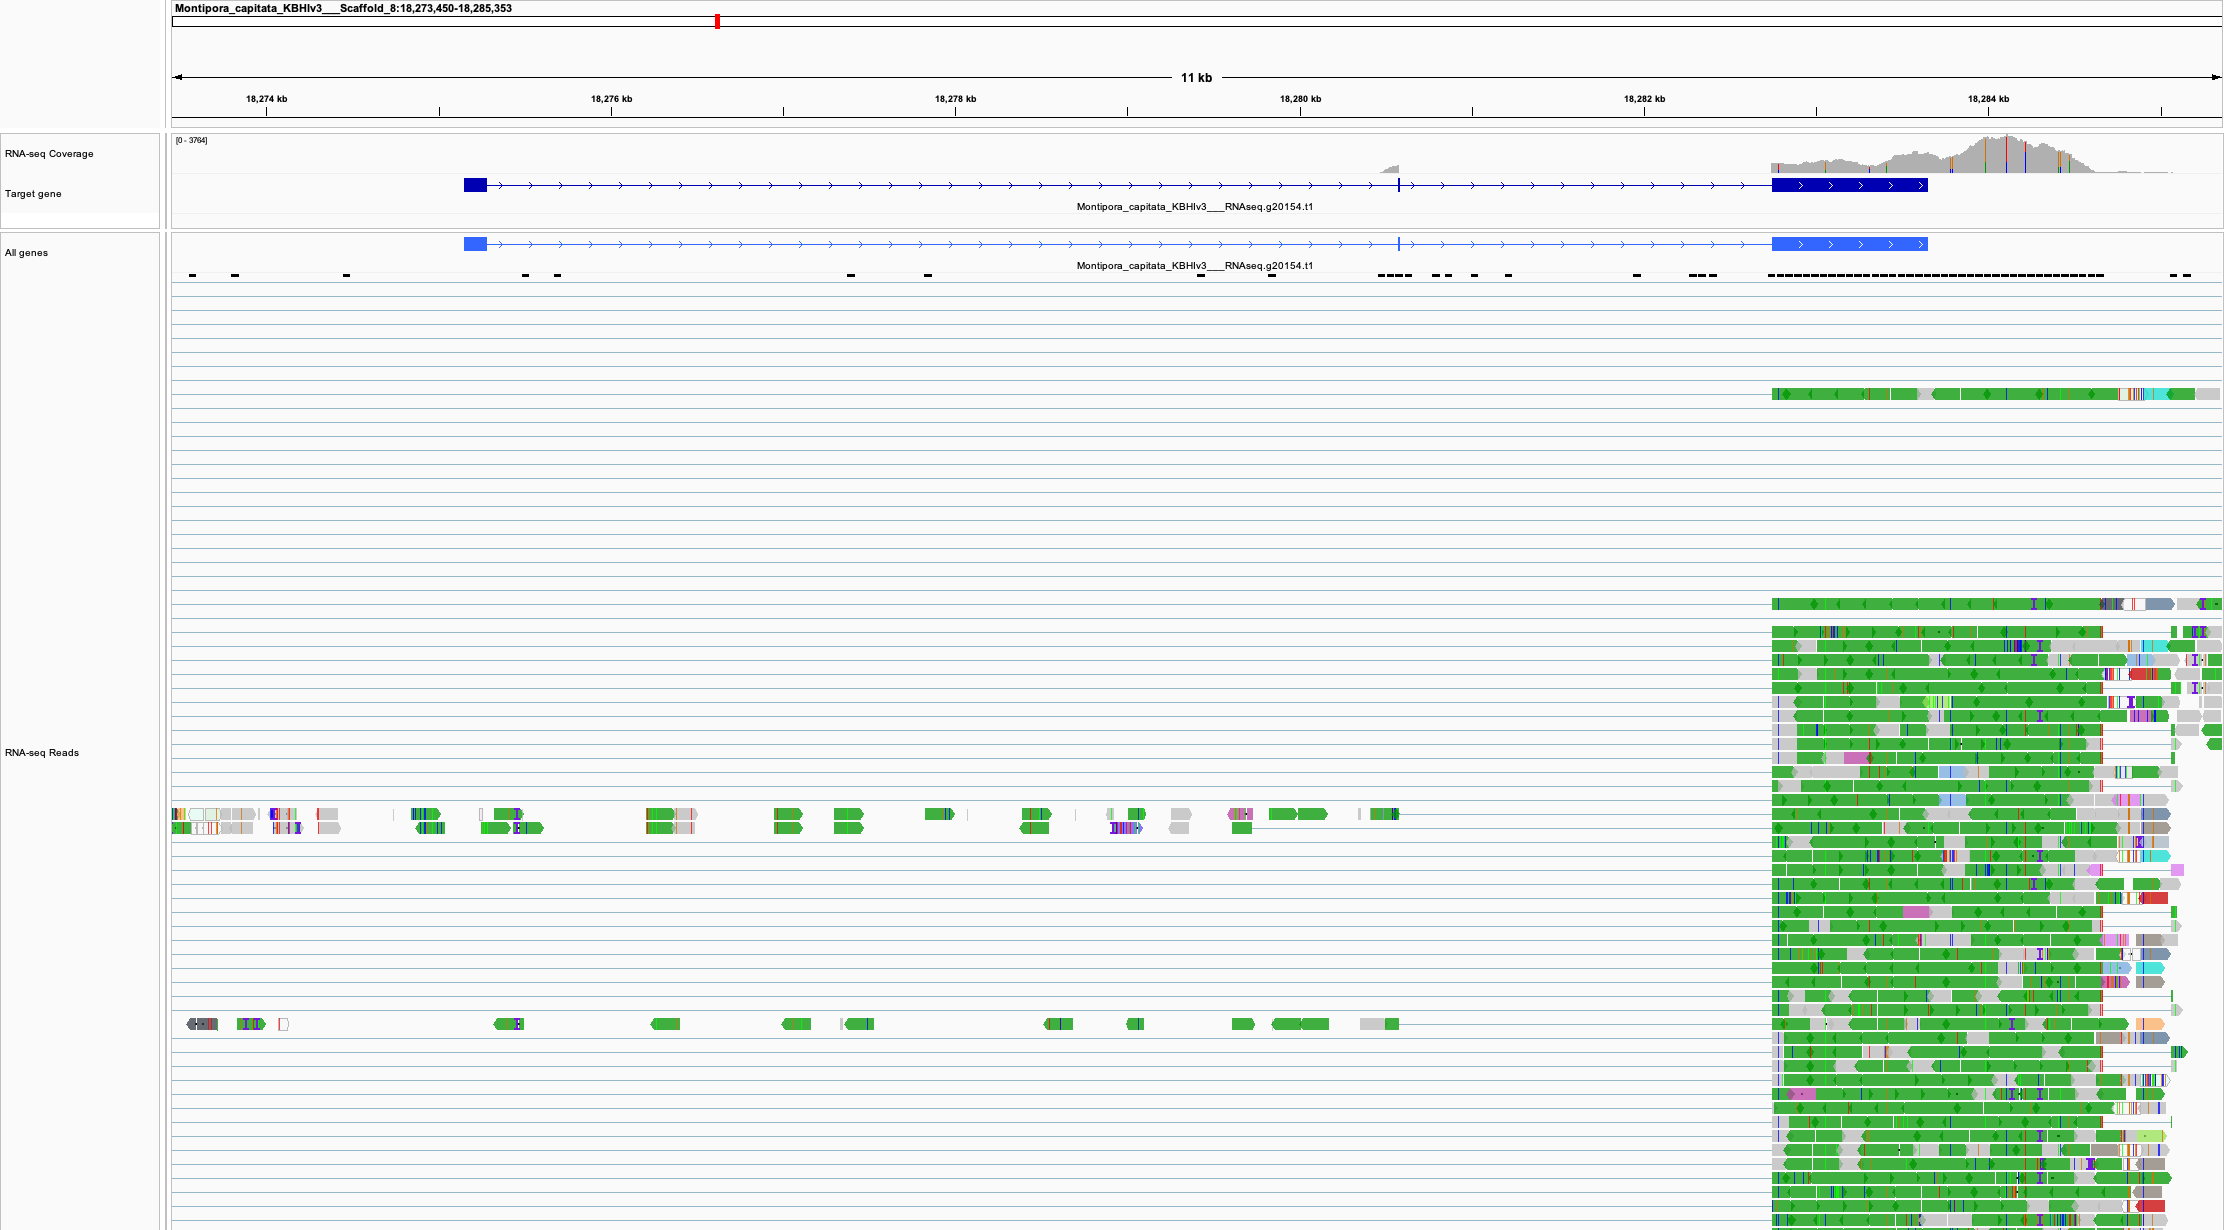 Montipora_capitata_KBHIv3___Scaffold_8:18,273,450-18,285,353
11 kb
18,274 kb 18,276 kb 18,278 kb 18,280 kb 18,282 kb 18,284 kb
[0 - 3764]
RNA-seq Coverage
Target gene
Montipora_capitata_KBHIv3___RNAseq.g20154.t1
All genes
Montipora_capitata_KBHIv3___RNAseq.g20154.t1
RNA-seq Reads